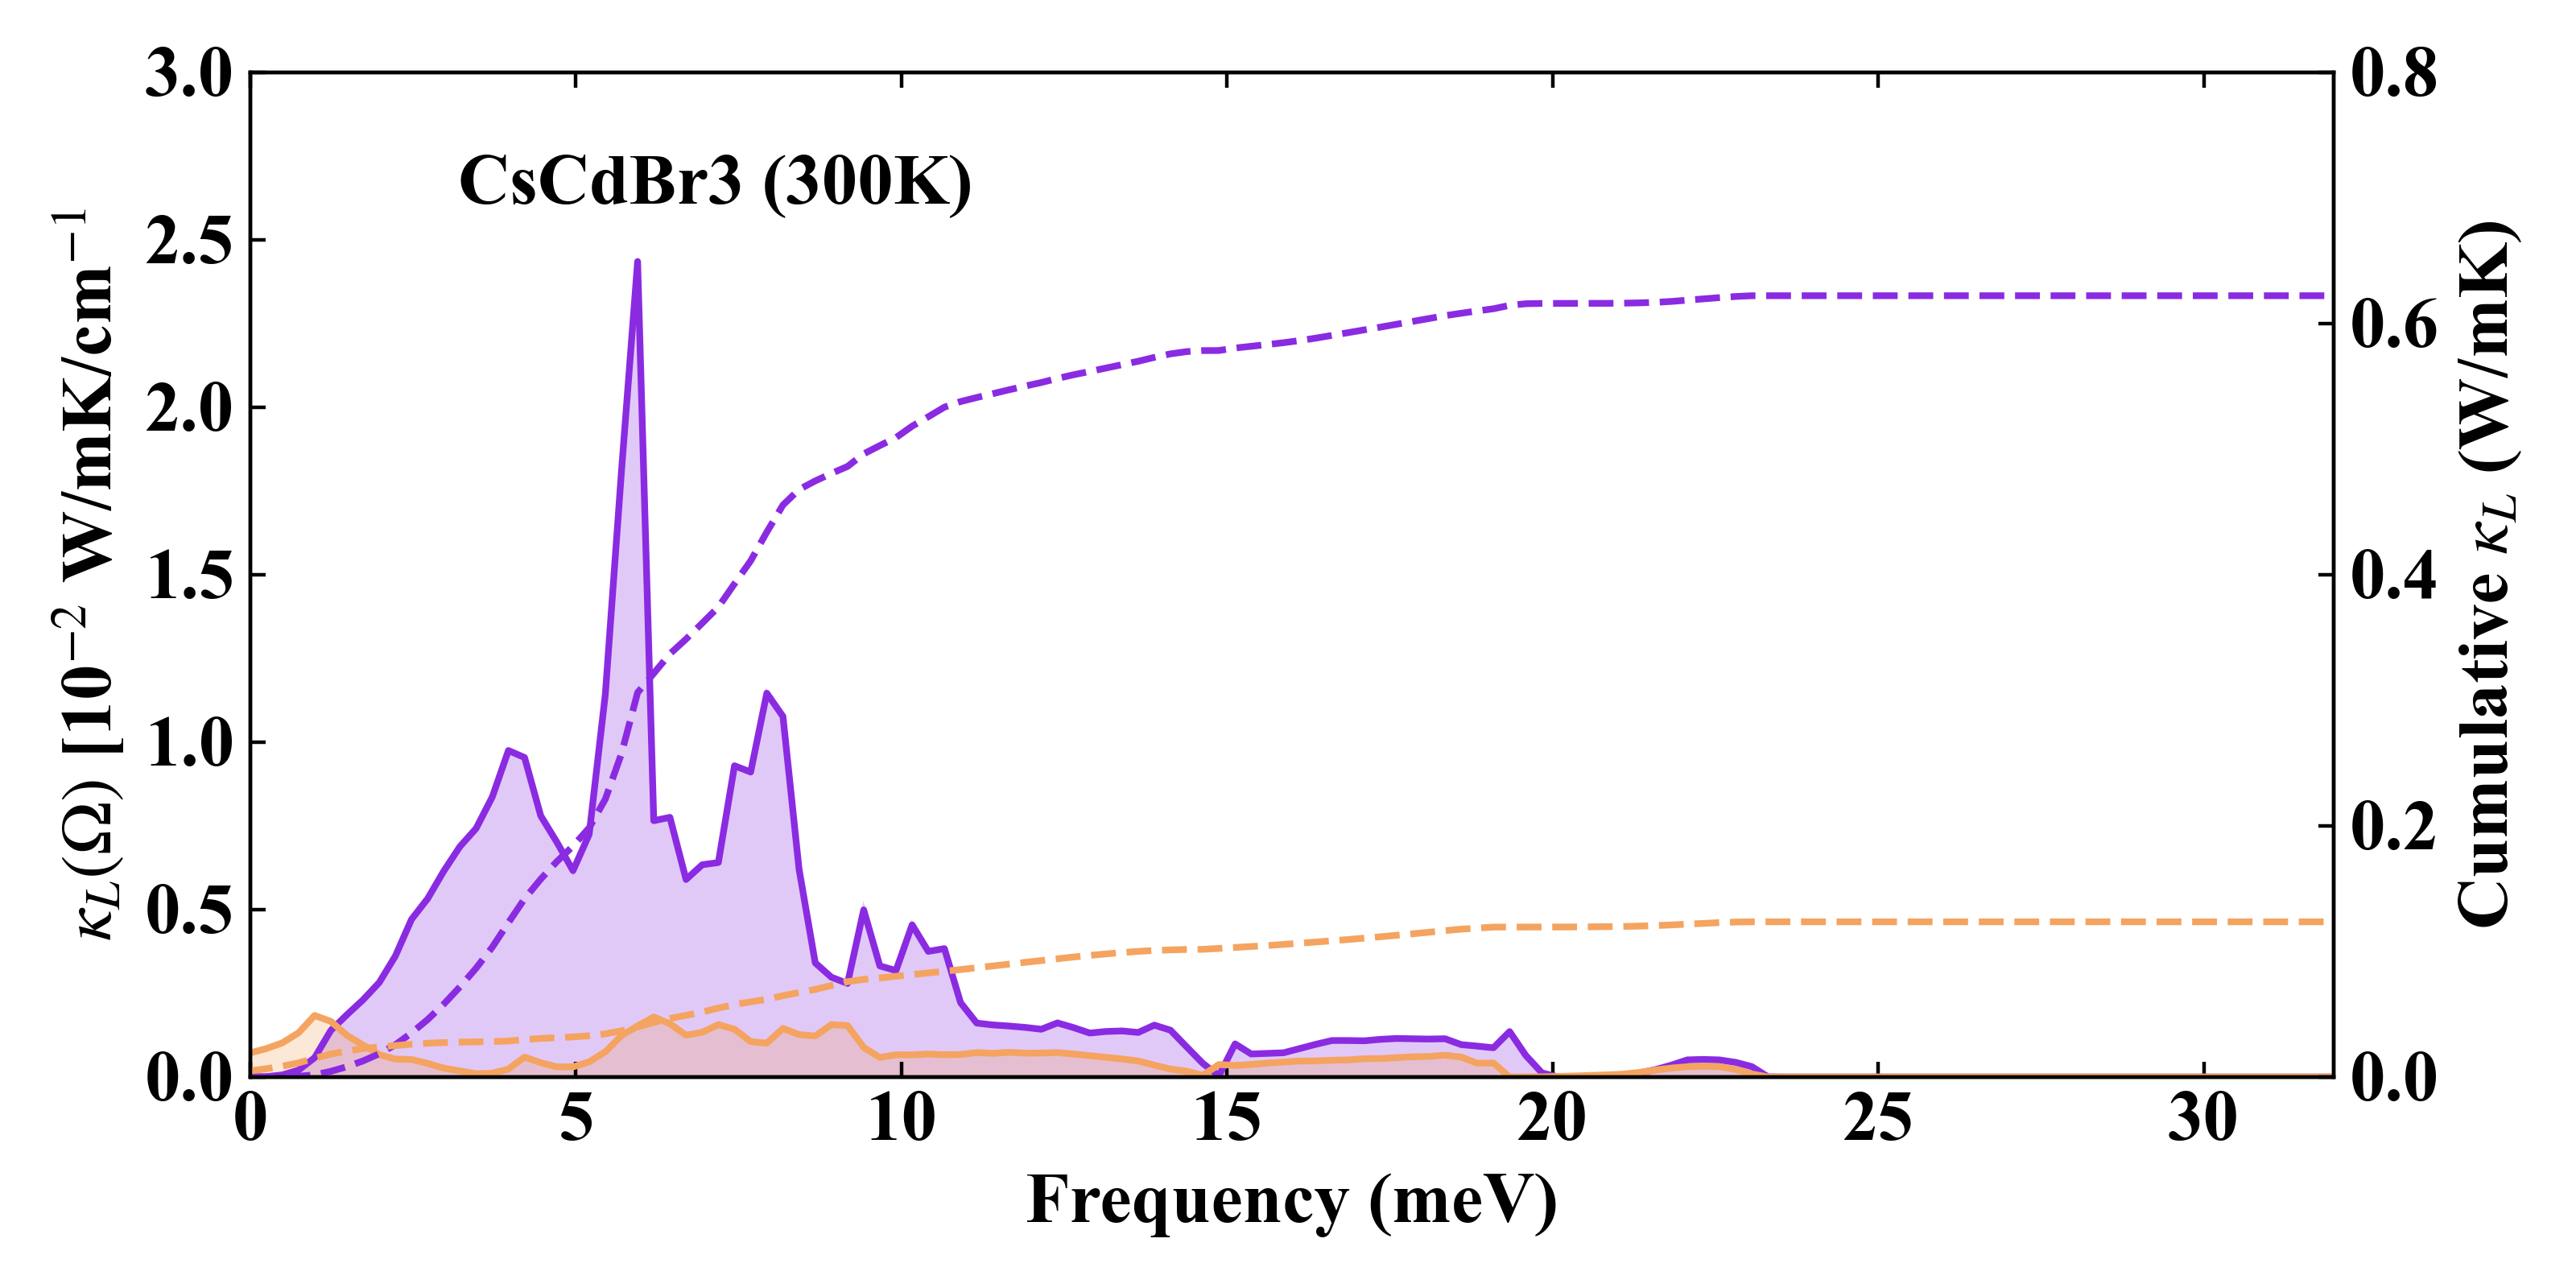 CsCdBr3 (300K)
κL(Ω) [10−2 W/mK/cm−1
3.0
2.5
2.0
1.5
1.0
0.5
0.0
0.8
0.6
0.4
0.2
0.0
Cumulative κL (W/mK)
0 5 10 15 20 25 30
Frequency (meV)